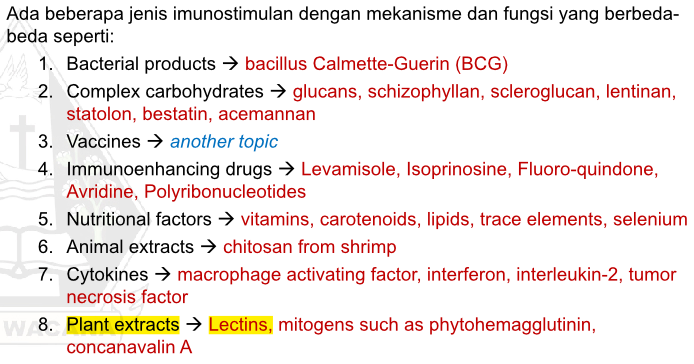 Ada beberapa jenis imunostimulan dengan mekanisme dan fungsi yang berbeda-
beda seperti:
1. Bacterial products → bacillus Calmette-Guerin (BCG)
2. Complex carbohydrates → glucans, schizophyllan, scleroglucan, lentinan,
statolon, bestatin, acemannan
3. Vaccines → another topic
4. Immunoenhancing drugs → Levamisole, Isoprinosine, Fluoro-quindone,
Avridine, Polyribonucleotides
5. Nutritional factors → vitamins, carotenoids, lipids, trace elements, selenium
6. Animal extracts → chitosan from shrimp
7. Cytokines → macrophage activating factor, interferon, interleukin-2, tumor
necrosis factor
8. Plant extracts → Lectins, mitogens such as phytohemagglutinin,
concanavalin A